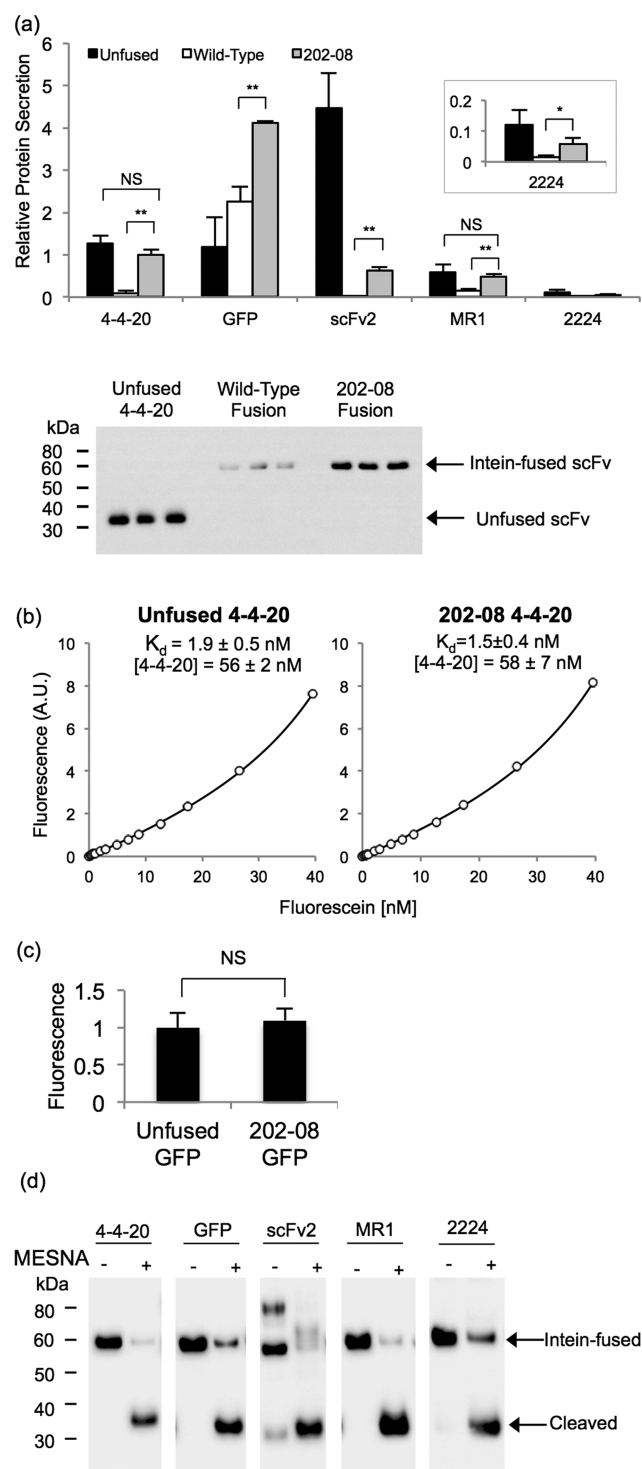 (a)
Relative Protein Secretion
6
5
4
3
2
1
0
Unfused Wild-Type 202-08
NS
**
**
**
NS
**
0.2
0.1
0
*
2224
4-4-20 GFP scFv2 MR1 2224
Unfused Wild-Type 202-08
4-4-20 Fusion Fusion
kDa
80
60
50
40
30
Intein-fused scFv
Unfused scFv
(b)
Unfused 4-4-20
Kd = 1.9 ± 0.5 nM
[4-4-20] = 56 ± 2 nM
202-08 4-4-20
Kd=1.5±0.4 nM
[4-4-20] = 58 ± 7 nM
Fluorescence (A.U.)
10
8
6
4
2
0
0 10 20 30 40
10
8
6
4
2
0
0 10 20 30 40
Fluorescein [nM]
(c)
NS
Fluorescence
1.5
1
0.5
0
Unfused 202-08
GFP GFP
(d)
4-4-20 GFP scFv2 MR1 2224
MESNA - + - + - + - + - +
kDa
80
60
50
40
30
Intein-fused
Cleaved